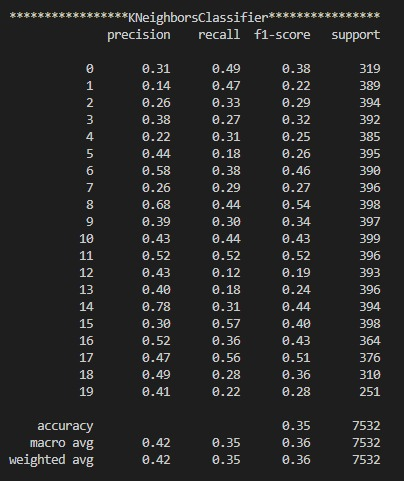 ******************KNeighborsClassifier*****************
precision recall f1-score support
0 0.31 0.49 0.38 319
1 0.14 0.47 0.22 389
2 0.26 0.33 0.29 394
3 0.38 0.27 0.32 392
4 0.22 0.31 0.25 385
5 0.44 0.18 0.26 395
6 0.58 0.38 0.46 390
7 0.26 0.29 0.27 396
8 0.68 0.44 0.54 398
9 0.39 0.30 0.34 397
10 0.43 0.44 0.43 399
11 0.52 0.52 0.52 396
12 0.43 0.12 0.19 393
13 0.40 0.18 0.24 396
14 0.78 0.31 0.44 394
15 0.30 0.57 0.40 398
16 0.52 0.36 0.43 364
17 0.47 0.56 0.51 376
18 0.49 0.28 0.36 310
19 0.41 0.22 0.28 251
accuracy 0.35 7532
macro avg 0.42 0.35 0.36 7532
weighted avg 0.42 0.35 0.36 7532